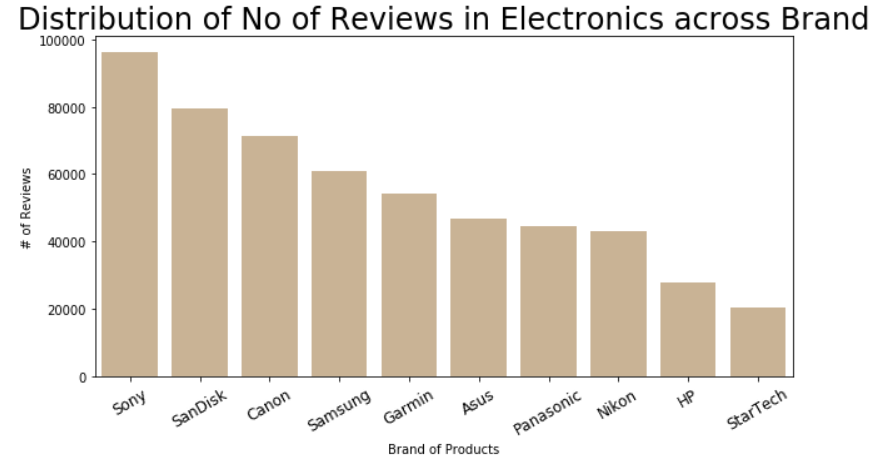 Distribution of No of Reviews in Electronics across Brand
100000
80000
60000
40000
20000
0
# of Reviews
Sony SanDisk Canon Samsung Garmin Asus Panasonic Nikon HP StarTech
Brand of Products